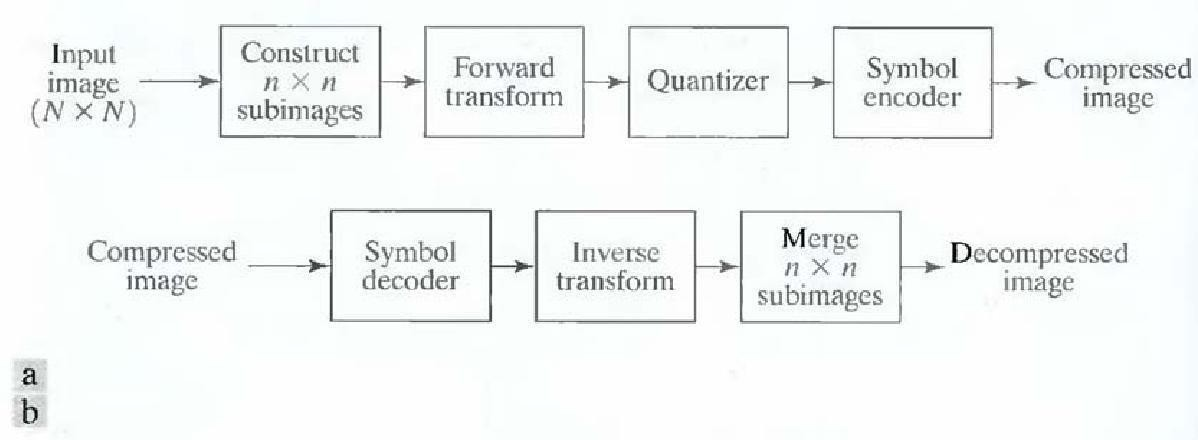 Input
image
(N × N)
Construct
n × n
subimages
Forward
transform
Quantizer
Symbol
encoder
Compressed
image
Compressed
image
Symbol
decoder
Inverse
transform
Merge
n × n
subimages
Decompressed
image
a
b